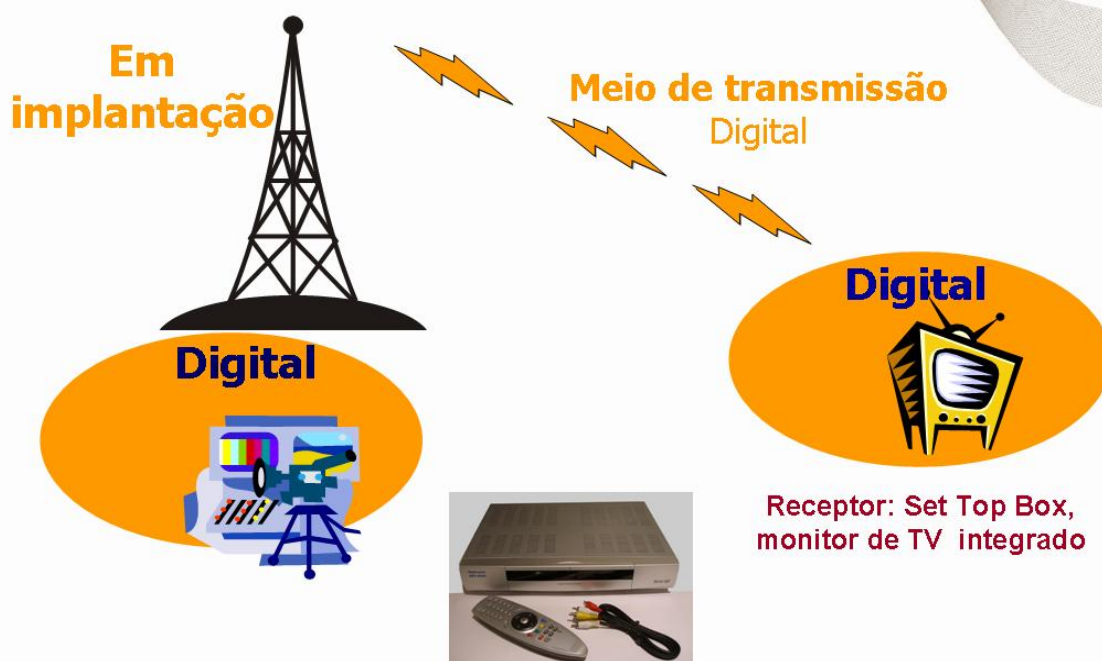 Em
implantação
Meio de transmissão
Digital
Digital
Digital
Receptor: Set Top Box,
monitor de TV integrado